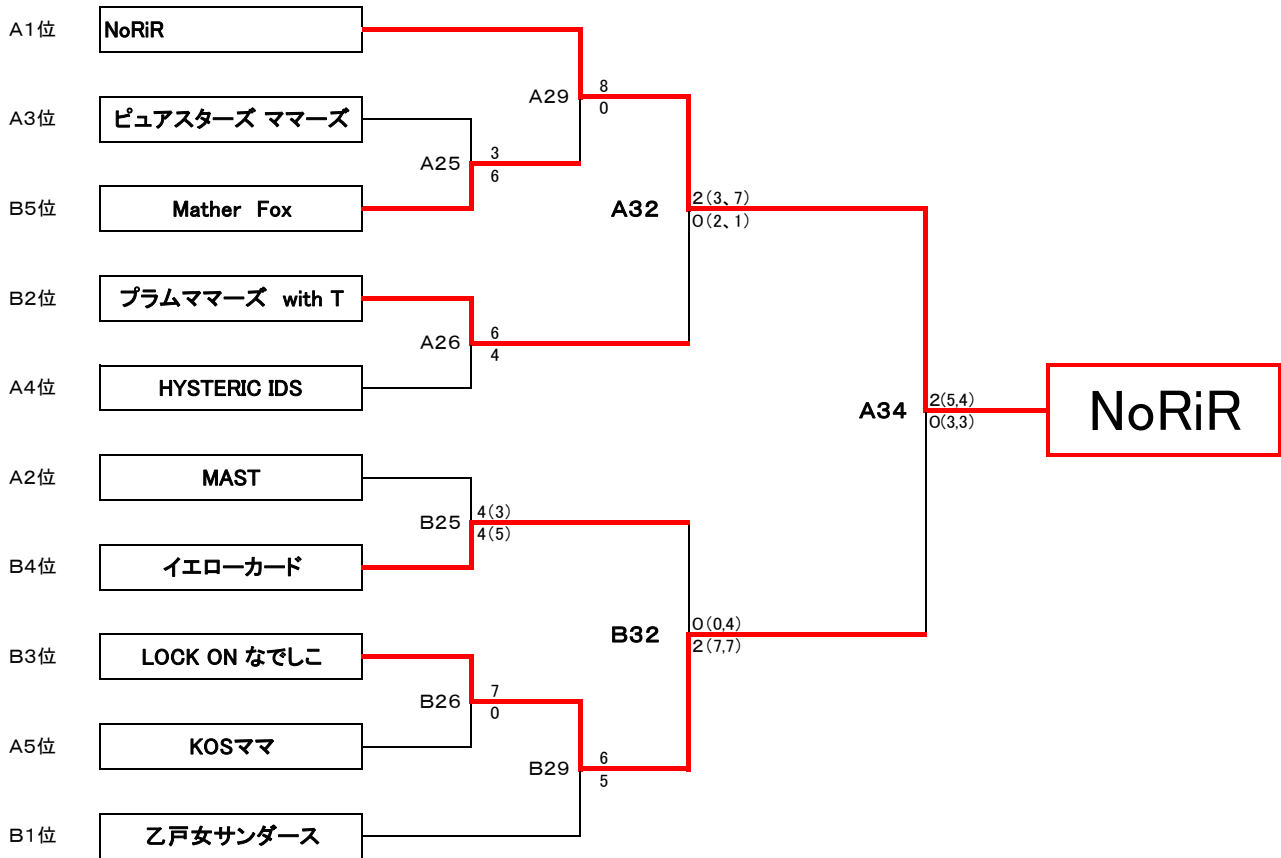 A1位 NoRiR
8
A29
0
A3位 ピュアスターズ ママーズ
3
A25
6
2(3、7)
B5位 Mather Fox
A32
0(2、1)
B2位 プラムママーズ with T
6
A26
4
A4位 HYSTERIC IDS
2(5,4)
A34
NoRiR
0(3,3)
A2位 MAST
4(3)
B25
4(5)
B4位 イエローカード
0(0,4)
B32
2(7,7)
B3位 LOCK ON なでしこ
7
B26
0
A5位 KOSママ
6
B29
5
B1位 乙戸女サンダース